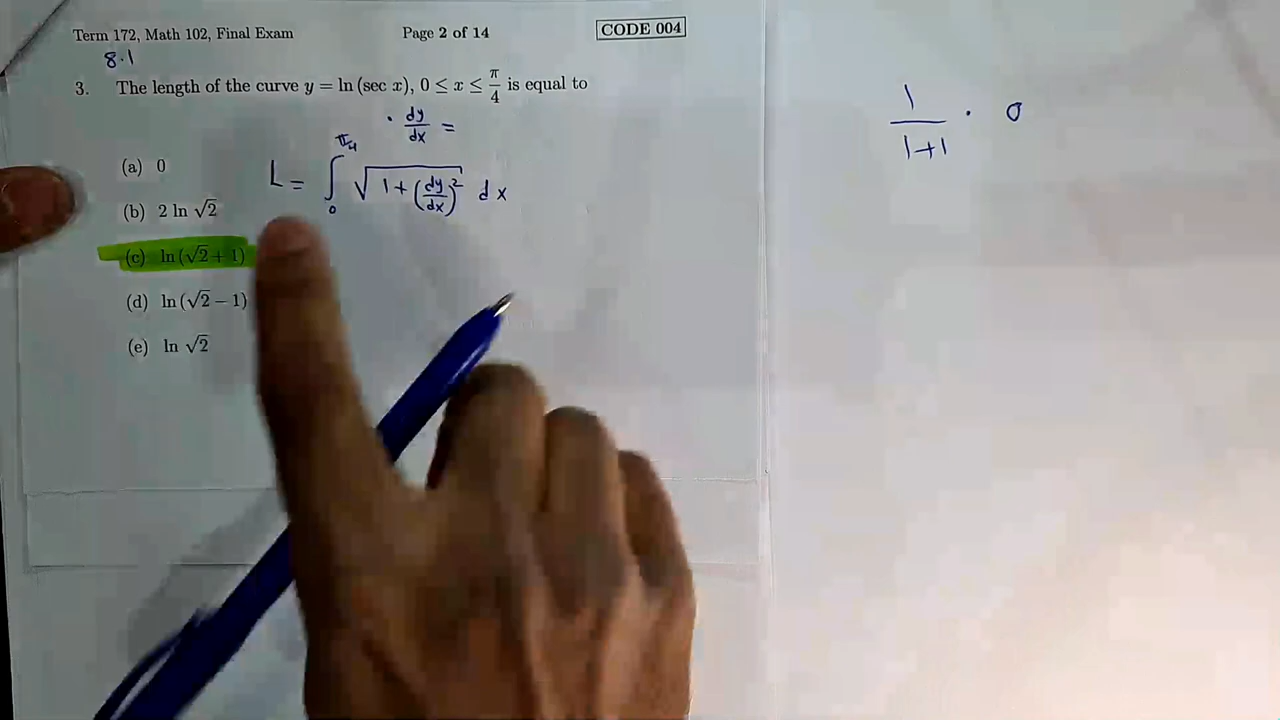 Term 172, Math 102, Final Exam Page 2 of 14 CODE 004
8.1
3. The length of the curve y = ln (sec x), 0 ≤ x ≤ π/4 is equal to
· dy/dx =
(a) 0
L = ∫₀^(π/4) √(1 + (dy/dx)²) dx
(b) 2 ln √2
(c) ln (√2 + 1)
(d) ln (√2 − 1)
(e) ln √2
1/(1+1) · 0